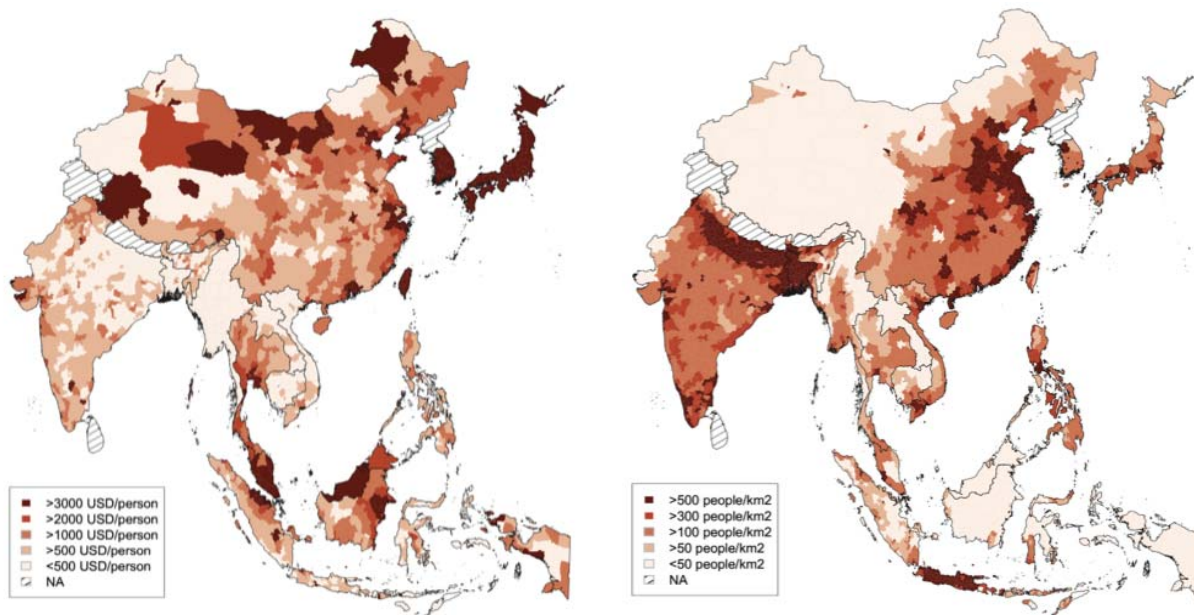 >3000 USD/person
>2000 USD/person
>1000 USD/person
>500 USD/person
<500 USD/person
NA
>500 people/km2
>300 people/km2
>100 people/km2
>50 people/km2
<50 people/km2
NA